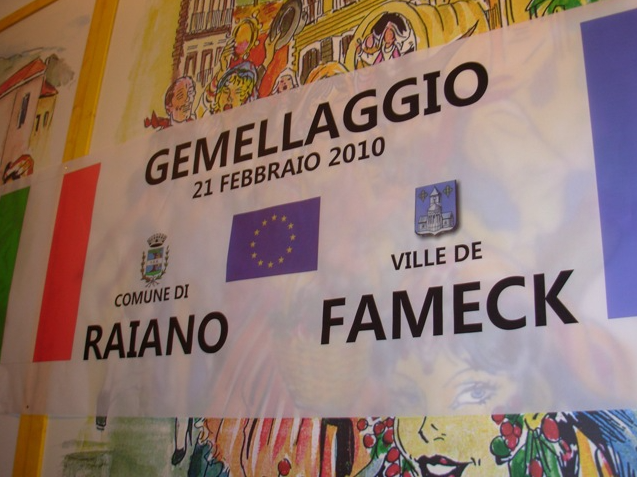 GEMELLAGGIO
21 FEBBRAIO 2010
COMUNE DI
RAIANO
VILLE DE
FAMECK